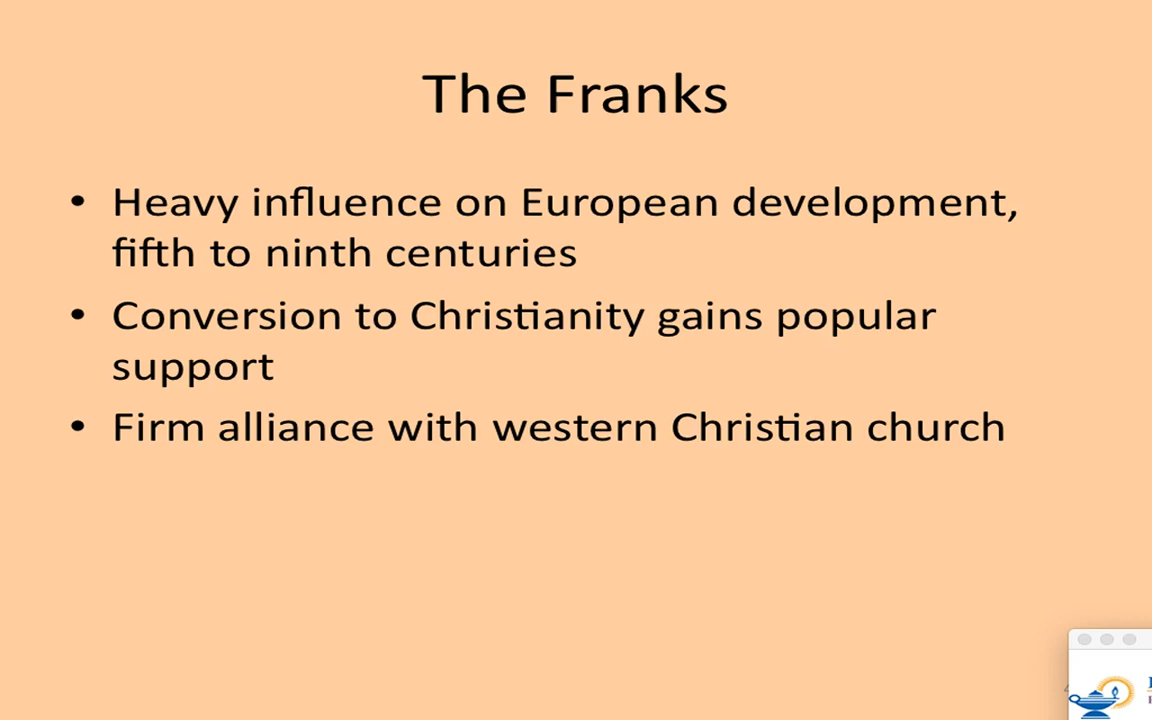 The Franks
• Heavy influence on European development,
fifth to ninth centuries
• Conversion to Christianity gains popular
support
• Firm alliance with western Christian church